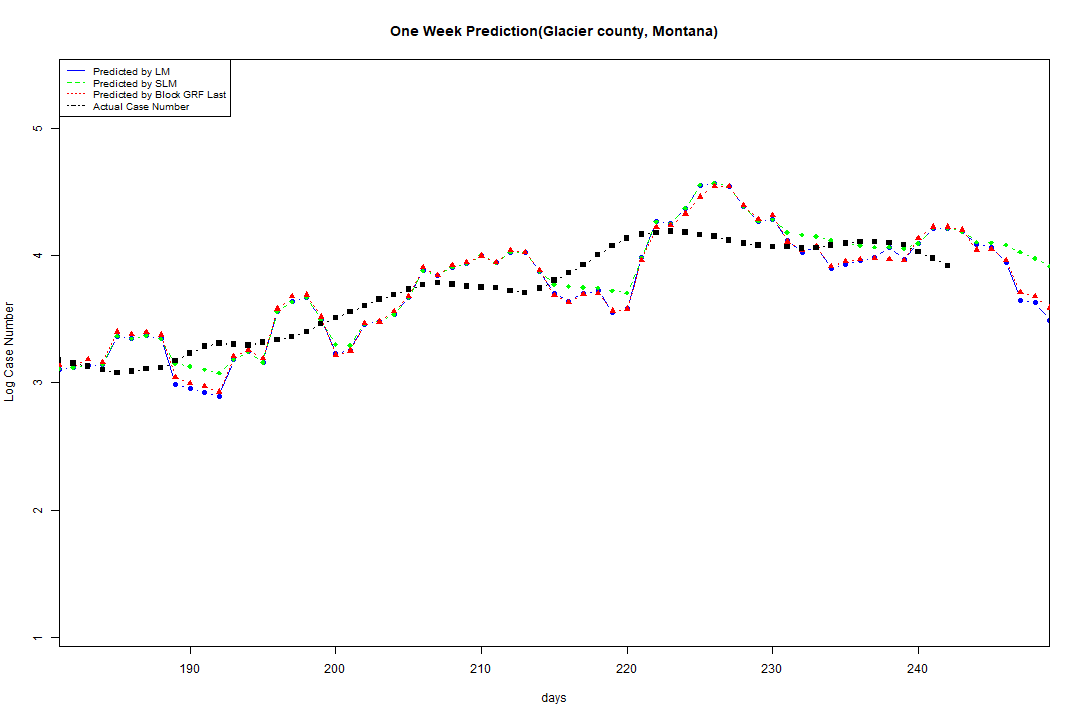 One Week Prediction(Glacier county, Montana)
Predicted by LM
Predicted by SLM
Predicted by Block GRF Last
Actual Case Number
5
4
3
2
1
Log Case Number
190 200 210 220 230 240
days